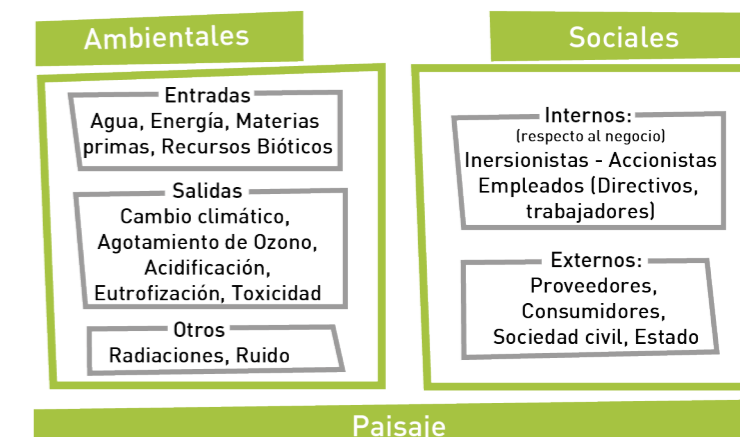 Ambientales
Entradas
Agua, Energía, Materias
primas, Recursos Bióticos
Salidas
Cambio climático,
Agotamiento de Ozono,
Acidificación,
Eutrofización, Toxicidad
Otros
Radiaciones, Ruido
Sociales
Internos:
(respecto al negocio)
Inersionistas - Accionistas
Empleados (Directivos,
trabajadores)
Externos:
Proveedores,
Consumidores,
Sociedad civil, Estado
Paisaje